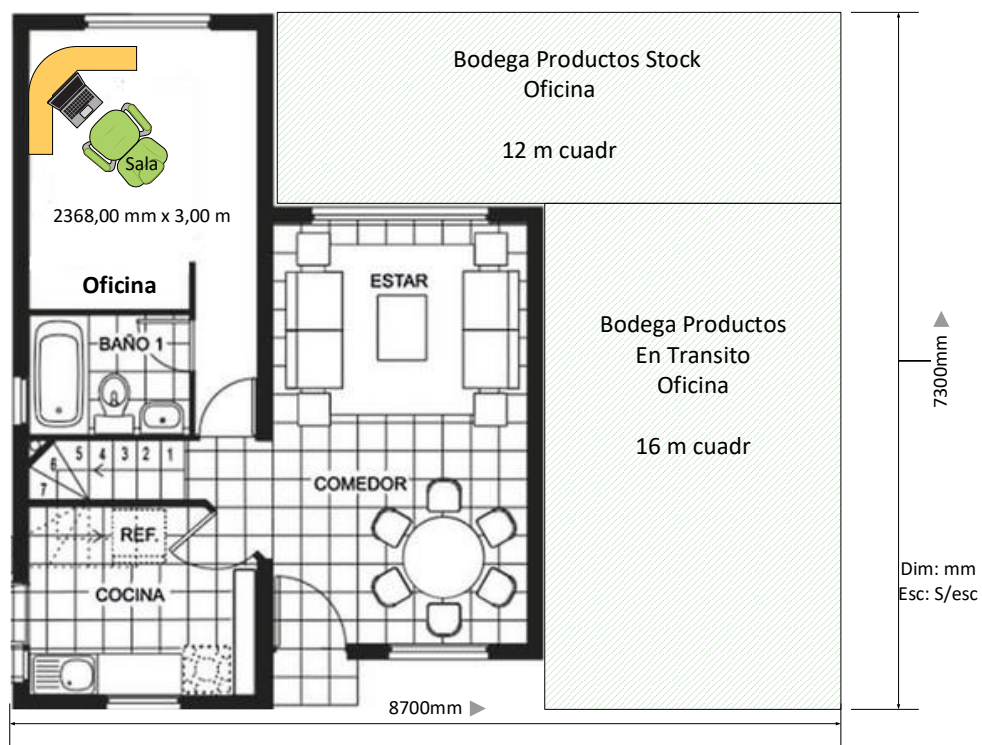 Bodega Productos Stock
Oficina
12 m cuadr
Sala
2368,00 mm x 3,00 m
Oficina
ESTAR
BAÑO 1
Bodega Productos
En Transito
Oficina
16 m cuadr
7300mm
5 4 3 2 1
6
7
COMEDOR
REF.
COCINA
Dim: mm
Esc: S/esc
8700mm